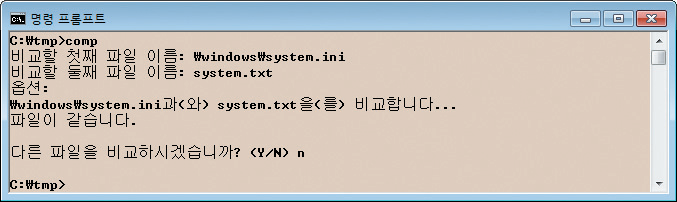 명령 프롬프트
C:₩tmp>comp
비교할 첫째 파일 이름: ₩windows₩system.ini
비교할 둘째 파일 이름: system.txt
옵션:
₩windows₩system.ini과(와) system.txt을(를) 비교합니다...
파일이 같습니다.
다른 파일을 비교하시겠습니까? (Y/N) n
C:₩tmp>